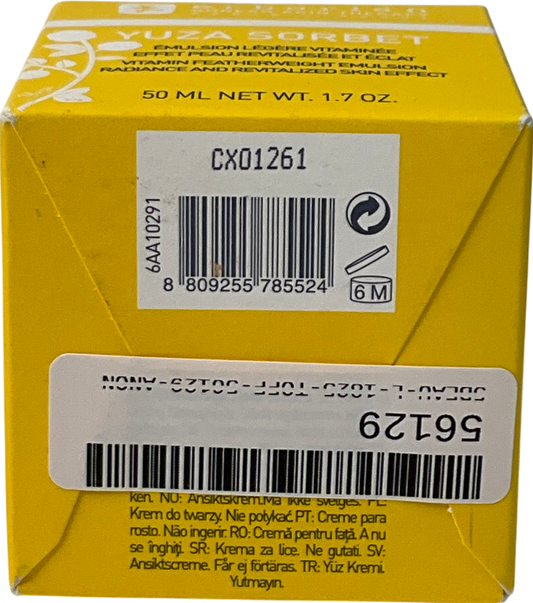 YUZA SORBET
ÉMULSION LÉGÈRE VITAMINÉE
EFFET PEAU REVITALISÉE ET ÉCLAT
VITAMIN FEATHERWEIGHT EMULSION
RADIANCE AND REVITALIZED SKIN EFFECT
50 ML NET WT. 1.7 OZ.
CX01261
6AA10291
8 809255 785524
6 M
56129
ken. NO: Ansiktskrem.Ma ikke svelges. PL:
Krem do twarzy. Nie połykać. PT: Creme para
rosto. Não ingerir. RO: Cremă pentru faţă. A nu
se înghiţi. SR: Krema za lice. Ne gutati. SV:
Ansiktscreme. Får ej förtäras. TR: Yüz Kremi.
Yutmayın.